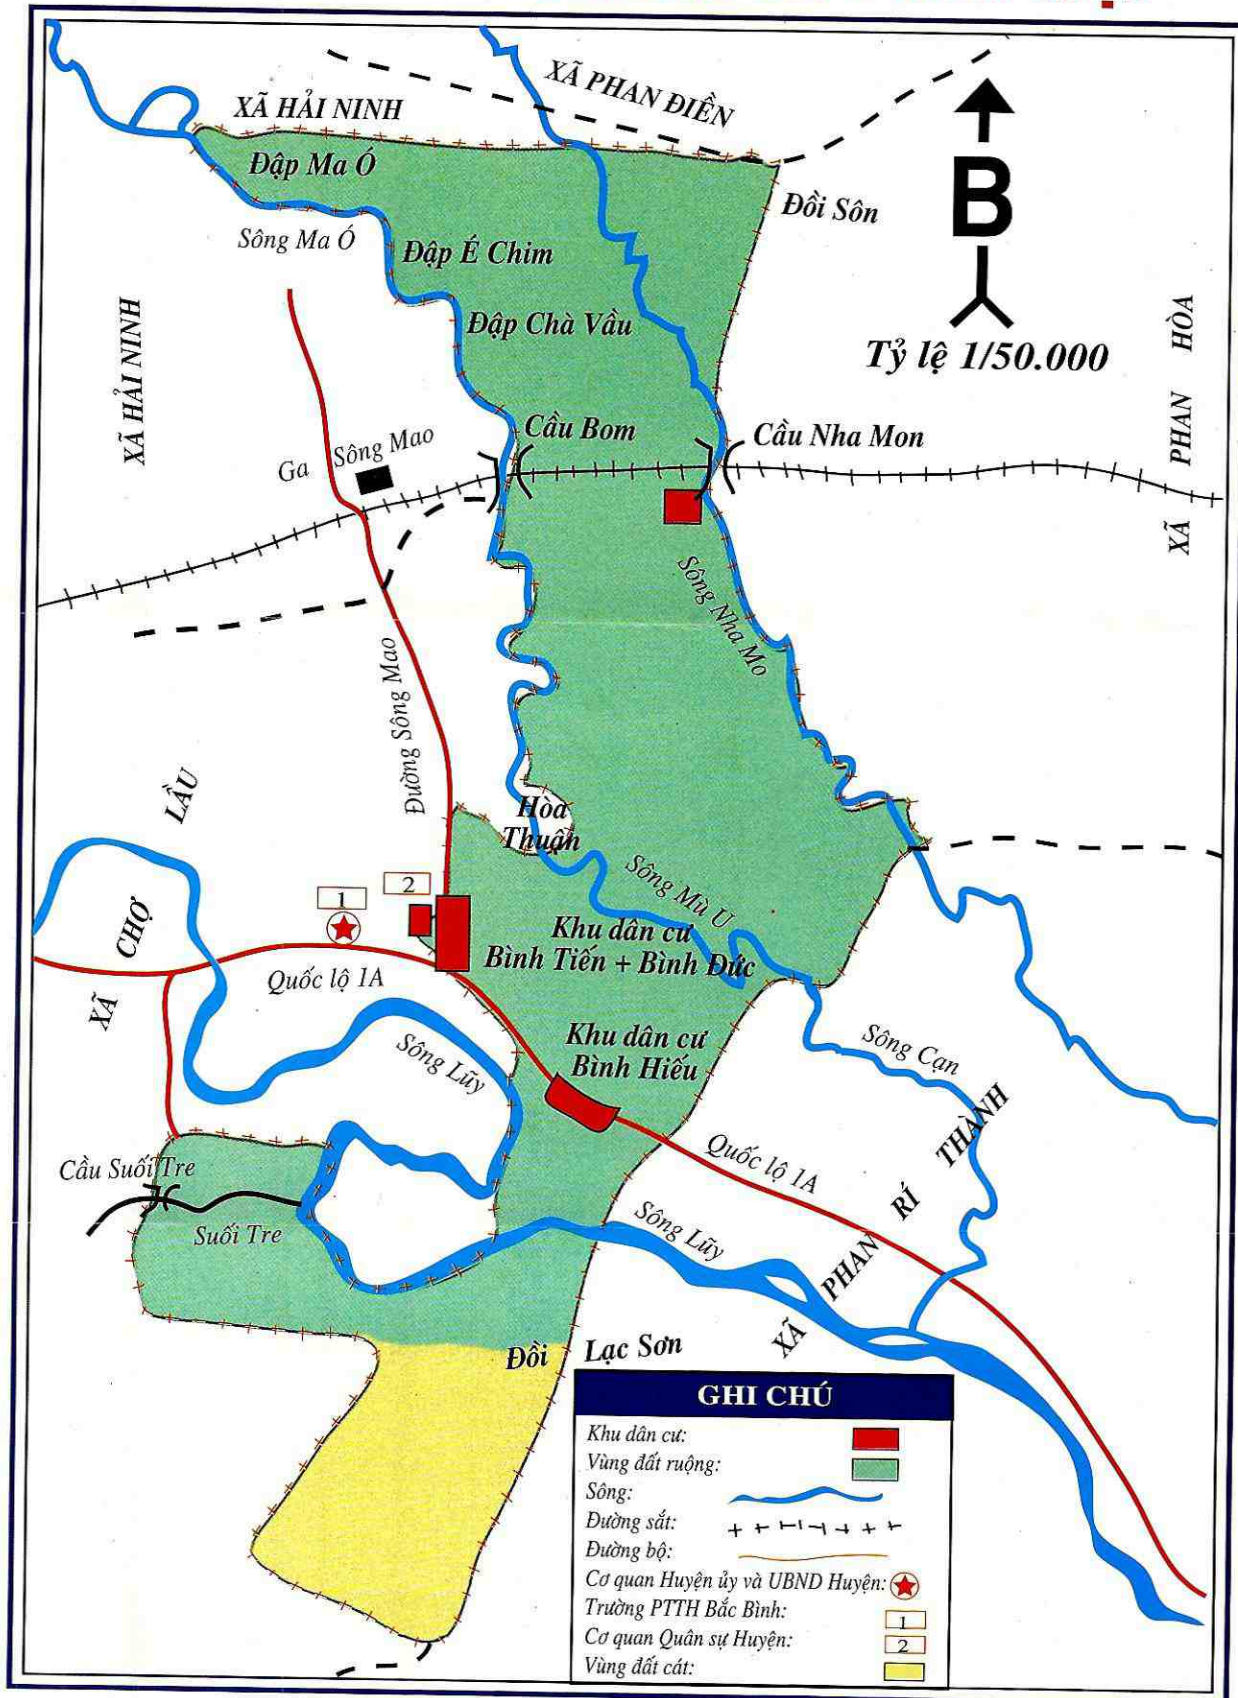 XÃ PHAN ĐIỀN
XÃ HẢI NINH
Đập Ma Ó
B
Đồi Sôn
Sông Ma Ó
Đập É Chim
XÃ HẢI NINH
Đập Chà Vầu
Tỷ lệ 1/50.000
XÃ PHAN HÒA
Cầu Bom
Cầu Nha Mon
Ga Sông Mao
Sông Nha Mo
Đường Sông Mao
Hòa
Thuận
XÃ CHỢ LẦU
Sông Mù U
2
1
Khu dân cư
Bình Tiến + Bình Đức
Quốc lộ 1A
Khu dân cư
Bình Hiếu
Sông Lũy
Sông Cạn
Quốc lộ 1A
Cầu Suối Tre
Suối Tre
Sông Lũy
XÃ PHAN RÍ THÀNH
Đồi Lạc Sơn
GHI CHÚ
Khu dân cư:
Vùng đất ruộng:
Sông:
Đường sắt:
Đường bộ:
Cơ quan Huyện ủy và UBND Huyện:
Trường PTTH Bắc Bình:
1
Cơ quan Quân sự Huyện:
2
Vùng đất cát: